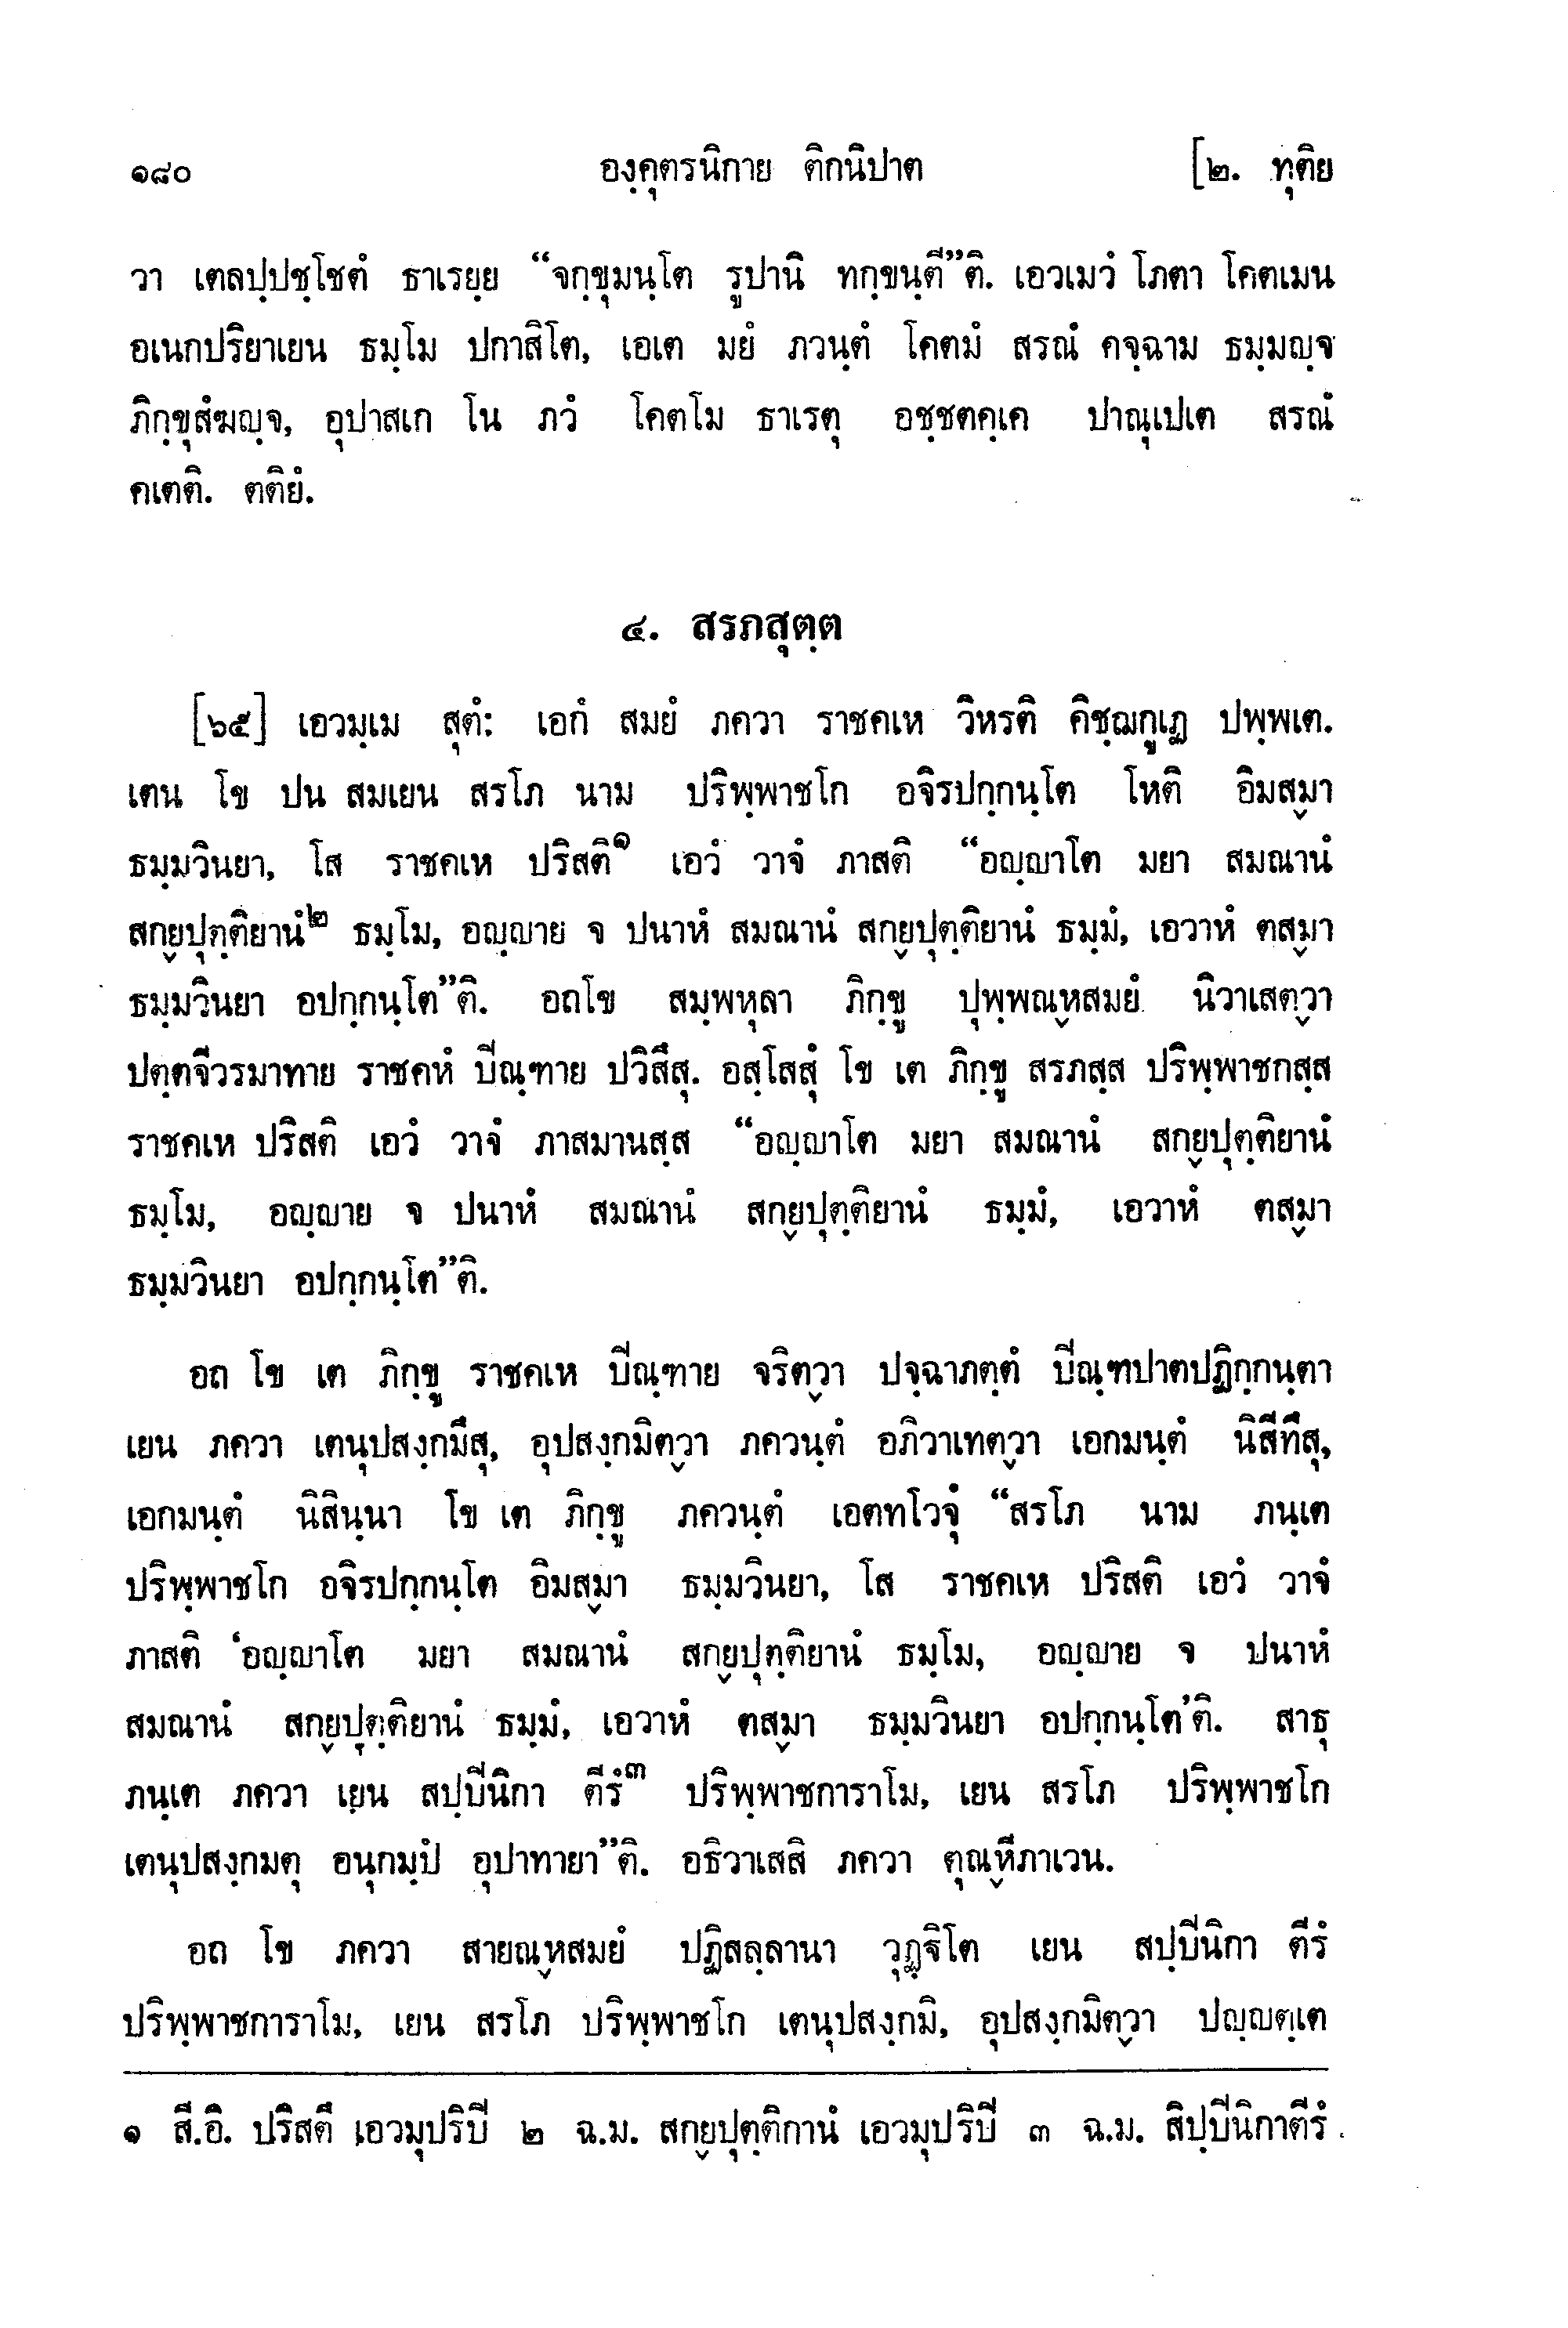 ๑๘๐ องฺคุตรนิกาย ติกนิปาต [๒. ทุติย
วา เตลปฺปชฺโชตํ ธาเรยฺย “จกฺขุมนฺโต รูปานิ ทกฺขนฺตี”ติ. เอวเมวํ โภตา โคตเมน
อเนกปริยาเยน ธมฺโม ปกาสิโต, เอเต มยํ ภวนฺตํ โคตมํ สรณํ คจฺฉาม ธมฺมญฺจ
ภิกฺขุสํฆญฺจ, อุปาสเก โน ภวํ โคตโม ธาเรตุ อชฺชตคฺเค ปาณุเปเต สรณํ
คเตติ. ตติยํ.
๔. สรภสุตฺต
[๖๕] เอวมฺเม สุตํ: เอกํ สมยํ ภควา ราชคเห วิหรติ คิชฺฌกูเฏ ปพฺพเต.
เตน โข ปน สมเยน สรโภ นาม ปริพฺพาชโก อจิรปกฺกนฺโต โหติ อิมสฺมา
ธมฺมวินยา, โส ราชคเห ปริสติ๑ เอวํ วาจํ ภาสติ “อญฺญาโต มยา สมณานํ
สกฺยปุตฺติยานํ๒ ธมฺโม, อญฺญาย จ ปนาหํ สมณานํ สกฺยปุตฺติยานํ ธมฺมํ, เอวาหํ ตสฺมา
ธมฺมวินยา อปกฺกนฺโต”ติ. อถโข สมฺพหุลา ภิกฺขู ปุพฺพณฺหสมยํ นิวาเสตฺวา
ปตฺตจีวรมาทาย ราชคหํ ปิณฺฑาย ปวิสึสุ. อสฺโสสุํ โข เต ภิกฺขู สรภสฺส ปริพฺพาชกสฺส
ราชคเห ปริสติ เอวํ วาจํ ภาสมานสฺส “อญฺญาโต มยา สมณานํ สกฺยปุตฺติยานํ
ธมฺโม, อญฺญาย จ ปนาหํ สมณานํ สกฺยปุตฺติยานํ ธมฺมํ, เอวาหํ ตสฺมา
ธมฺมวินยา อปกฺกนฺโต”ติ.
อถ โข เต ภิกฺขู ราชคเห ปิณฺฑาย จริตฺวา ปจฺฉาภตฺตํ ปิณฺฑปาตปฏิกฺกนฺตา
เยน ภควา เตนุปสงฺกมึสุ, อุปสงฺกมิตฺวา ภควนฺตํ อภิวาเทตฺวา เอกมนฺตํ นิสีทึสุ,
เอกมนฺตํ นิสินฺนา โข เต ภิกฺขู ภควนฺตํ เอตทโวจุํ “สรโภ นาม ภนฺเต
ปริพฺพาชโก อจิรปกฺกนฺโต อิมสฺมา ธมฺมวินยา, โส ราชคเห ปริสติ เอวํ วาจํ
ภาสติ ‘อญฺญาโต มยา สมณานํ สกฺยปุตฺติยานํ ธมฺโม, อญฺญาย จ ปนาหํ
สมณานํ สกฺยปุตฺติยานํ ธมฺมํ, เอวาหํ ตสฺมา ธมฺมวินยา อปกฺกนฺโต’ติ. สาธุ
ภนฺเต ภควา เยน สปฺปินิกา ตีรํ๓ ปริพฺพาชการาโม, เยน สรโภ ปริพฺพาชโก
เตนุปสงฺกมตุ อนุกมฺปํ อุปาทายา”ติ. อธิวาเสสิ ภควา ตุณฺหีภาเวน.
อถ โข ภควา สายณฺหสมยํ ปฏิสลฺลานา วุฏฺฐิโต เยน สปฺปินิกา ตีรํ
ปริพฺพาชการาโม, เยน สรโภ ปริพฺพาชโก เตนุปสงฺกมิ, อุปสงฺกมิตฺวา ปญฺญตฺเต
๑ สี.อิ. ปริสตึ เอวมุปริปิ ๒ ฉ.ม. สกฺยปุตฺติกานํ เอวมุปริปิ ๓ ฉ.ม. สิปฺปินิกาตีรํ